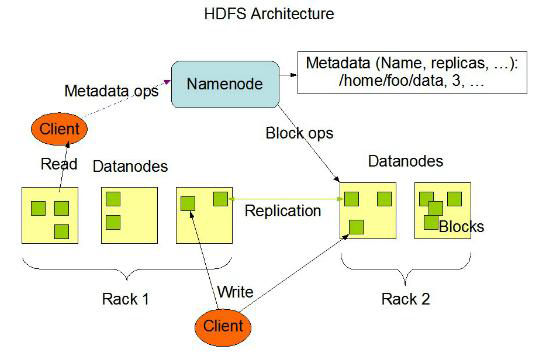 HDFS Architecture
Metadata (Name, replicas, ...):
/home/foo/data, 3, ...
Namenode
Metadata ops
Client
Block ops
Read
Datanodes
Datanodes
Replication
Blocks
Rack 1
Write
Rack 2
Client